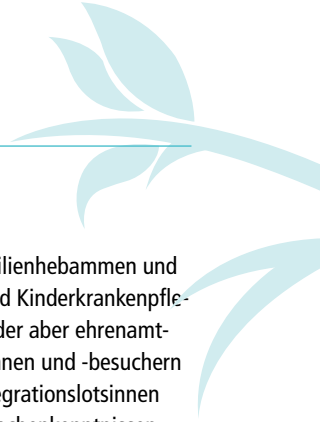 ilienhebammen und
d Kinderkrankenpfle-
der aber ehrenamt-
nnen und -besuchern
egrationslotsinnen